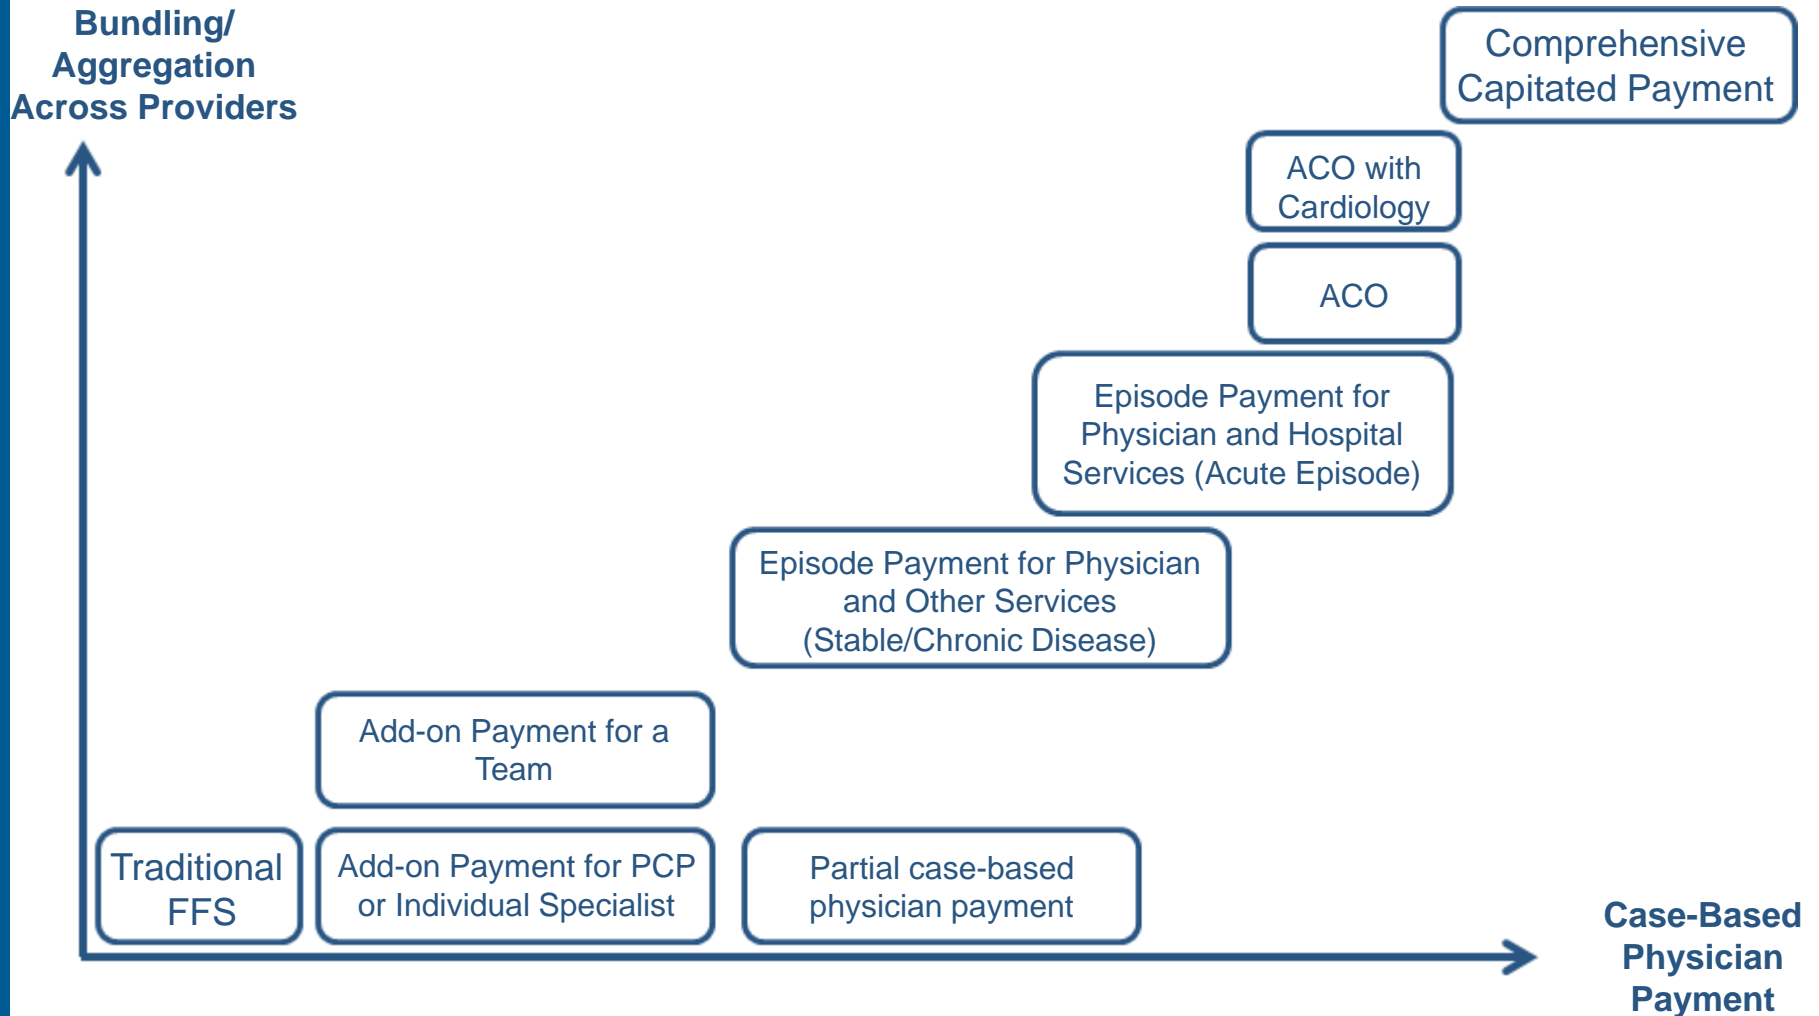 Bundling/
Aggregation
Across Providers
Comprehensive
Capitated Payment
ACO with
Cardiology
ACO
Episode Payment for
Physician and Hospital
Services (Acute Episode)
Episode Payment for Physician
and Other Services
(Stable/Chronic Disease)
Add-on Payment for a
Team
Traditional
FFS
Add-on Payment for PCP
or Individual Specialist
Partial case-based
physician payment
Case-Based
Physician
Payment